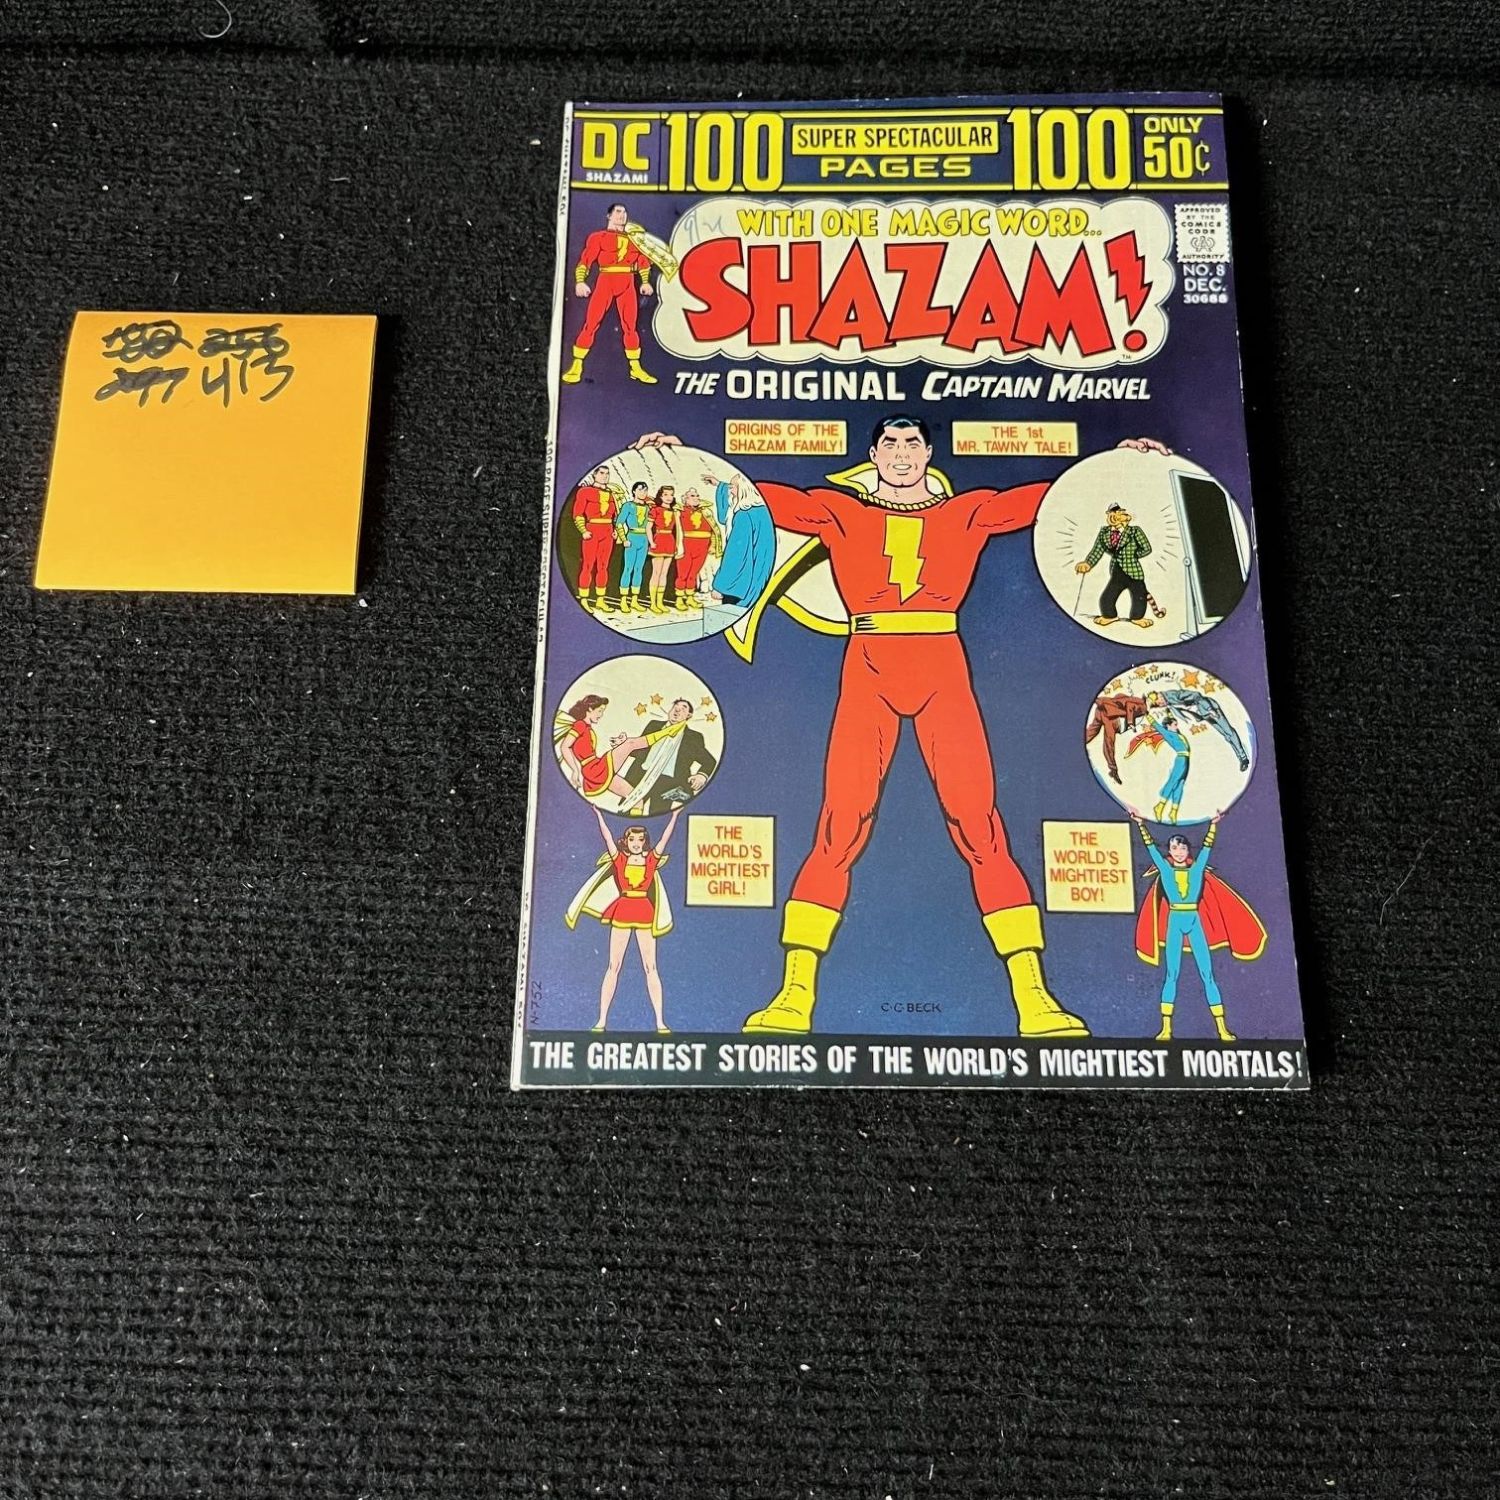 413
DC 100 SUPER SPECTACULAR 100 ONLY
SHAZAM! PAGES 50¢
WITH ONE MAGIC WORD...
SHAZAM!
TM
APPROVED
BY THE
COMICS
CODE
CA
AUTHORITY
NO. 8
DEC.
30688
THE ORIGINAL CAPTAIN MARVEL
ORIGINS OF THE
SHAZAM FAMILY!
THE 1st
MR. TAWNY TALE!
CLUNK!
THE
WORLD'S
MIGHTIEST
GIRL!
THE
WORLD'S
MIGHTIEST
BOY!
N-752
C·C·BECK
THE GREATEST STORIES OF THE WORLD'S MIGHTIEST MORTALS!